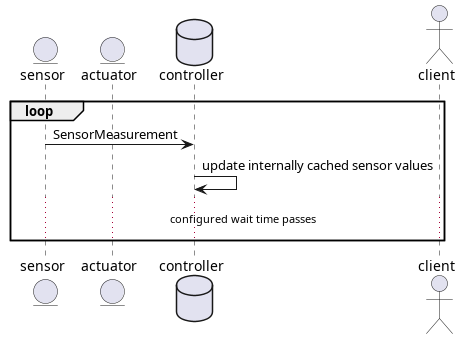 sensor actuator controller client
loop
SensorMeasurement
update internally cached sensor values
configured wait time passes
sensor actuator controller client